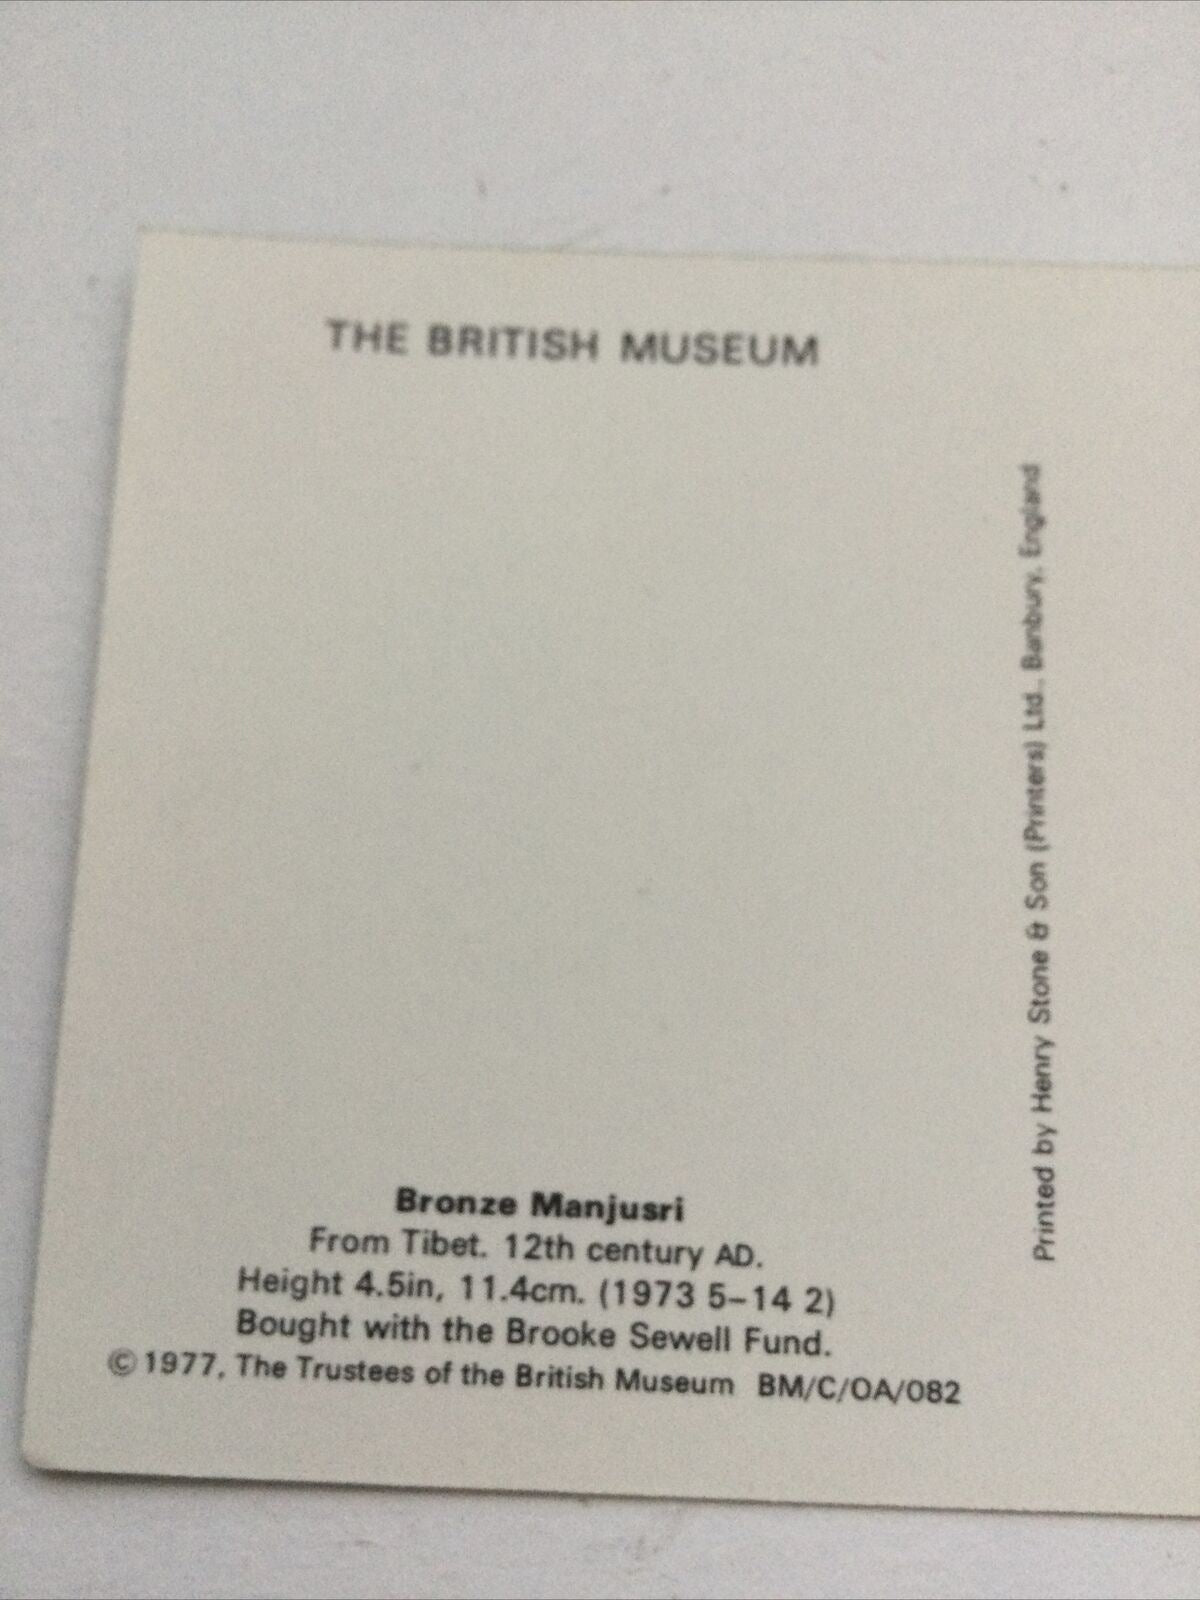 THE BRITISH MUSEUM
Bronze Manjusri
From Tibet. 12th century AD.
Height 4.5in, 11.4cm. (1973 5–14 2)
Bought with the Brooke Sewell Fund.
© 1977, The Trustees of the British Museum BM/C/OA/082
Printed by Henry Stone & Son (Printers) Ltd., Banbury, England